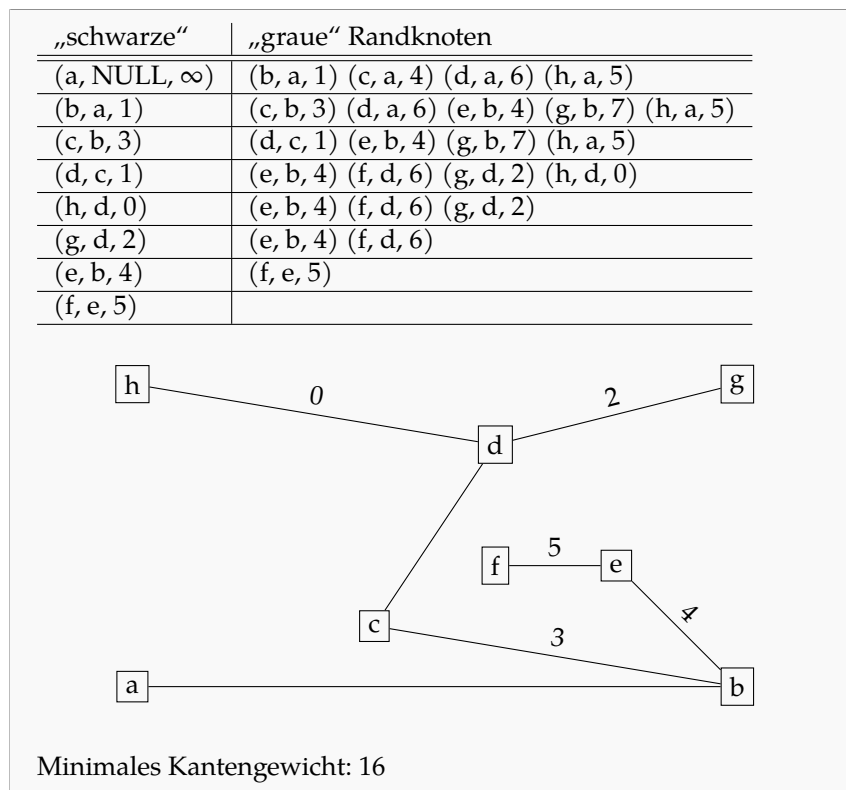 „schwarze“ „graue“ Randknoten
(a, NULL, ∞) (b, a, 1) (c, a, 4) (d, a, 6) (h, a, 5)
(b, a, 1) (c, b, 3) (d, a, 6) (e, b, 4) (g, b, 7) (h, a, 5)
(c, b, 3) (d, c, 1) (e, b, 4) (g, b, 7) (h, a, 5)
(d, c, 1) (e, b, 4) (f, d, 6) (g, d, 2) (h, d, 0)
(h, d, 0) (e, b, 4) (f, d, 6) (g, d, 2)
(g, d, 2) (e, b, 4) (f, d, 6)
(e, b, 4) (f, e, 5)
(f, e, 5)
h 0 2 g
d
f 5 e
4
c 3
a b
Minimales Kantengewicht: 16